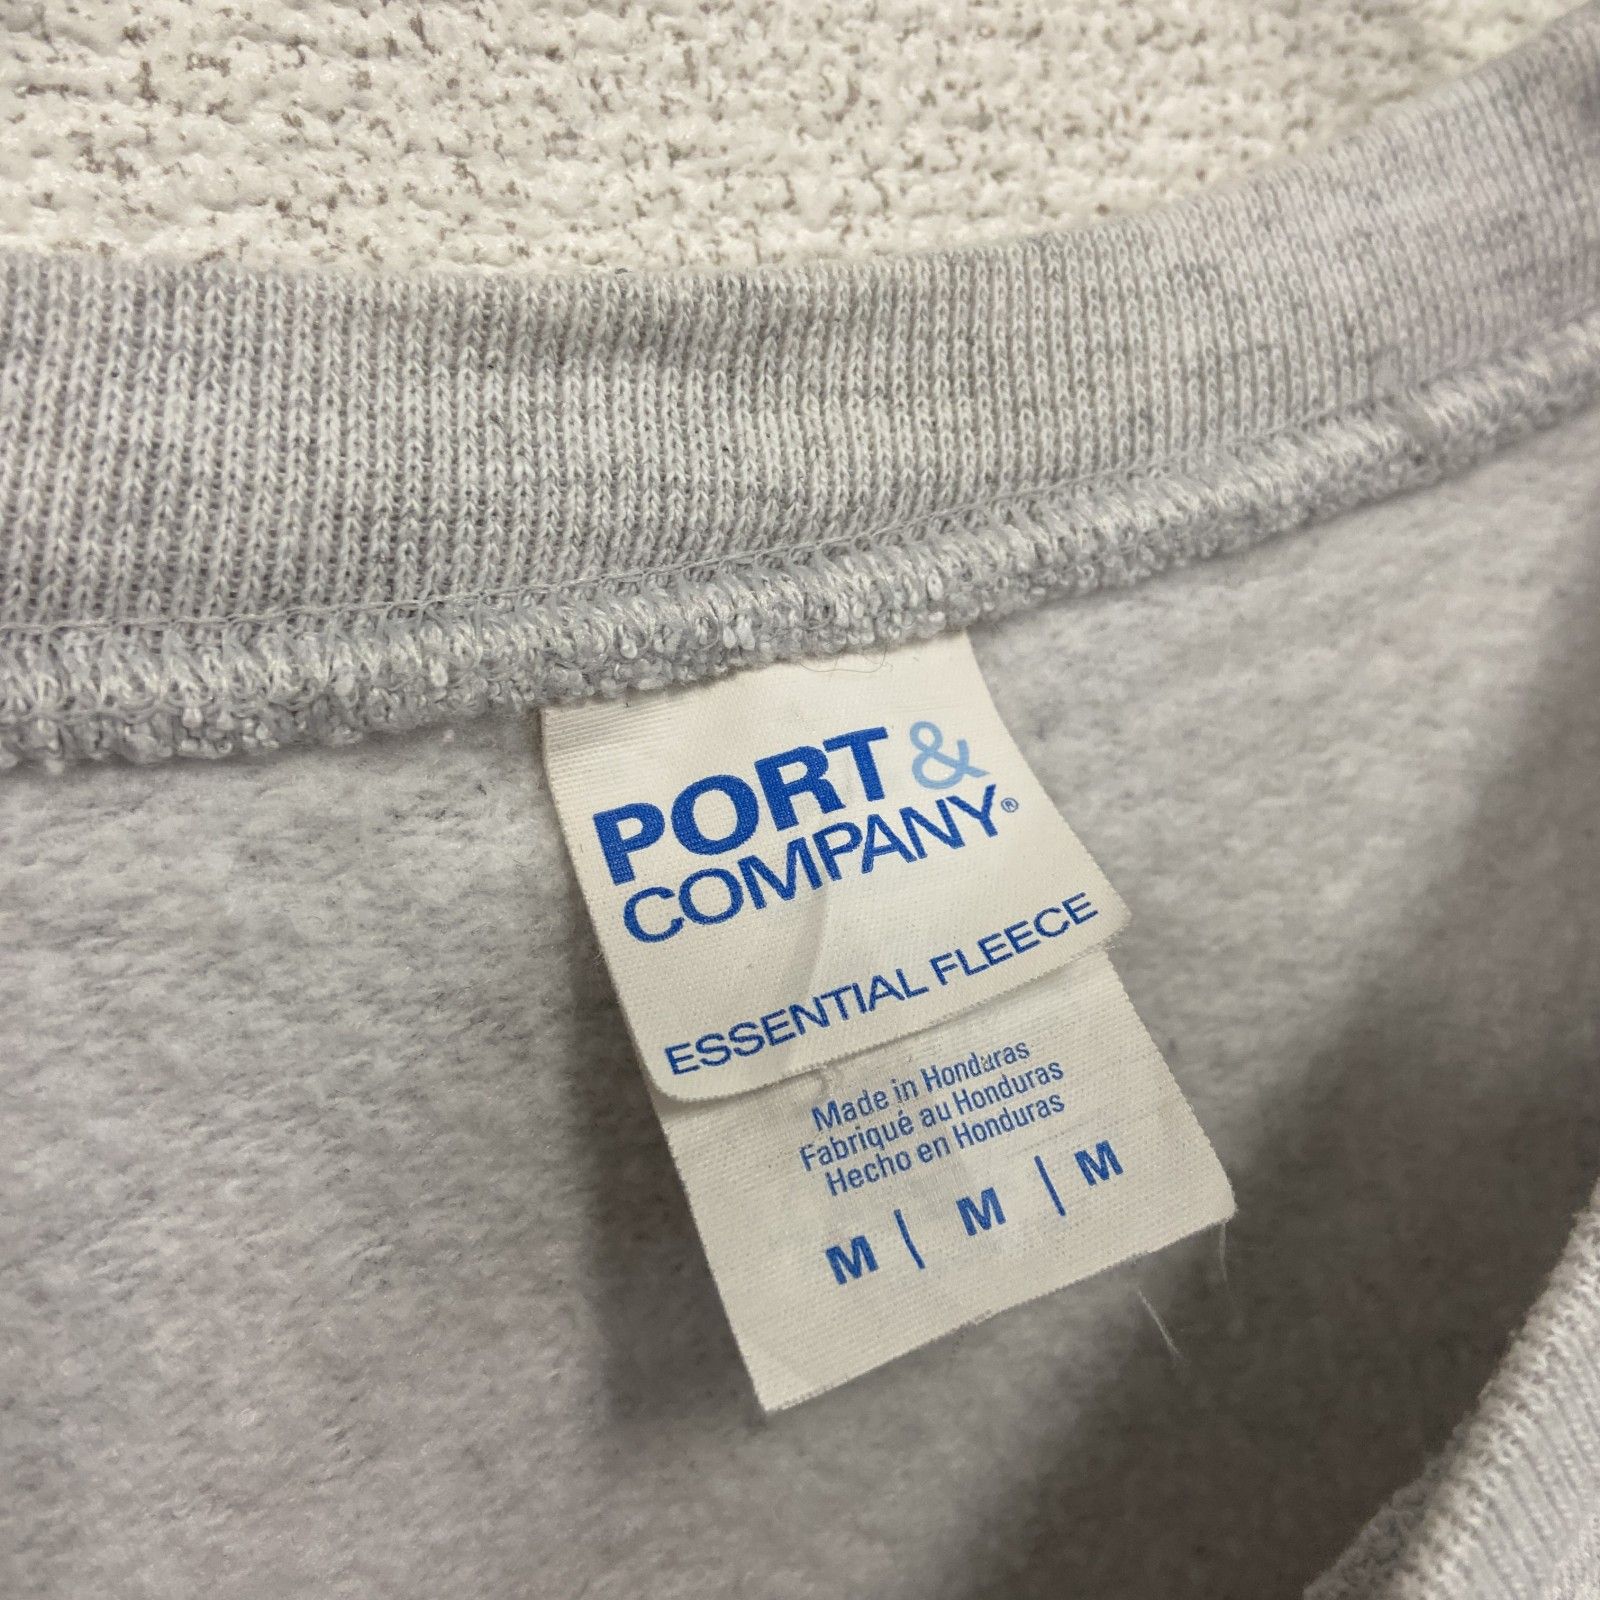 PORT &
COMPANY®
ESSENTIAL FLEECE
Made in Honduras
Fabriqué au Honduras
Hecho en Honduras
M | M | M